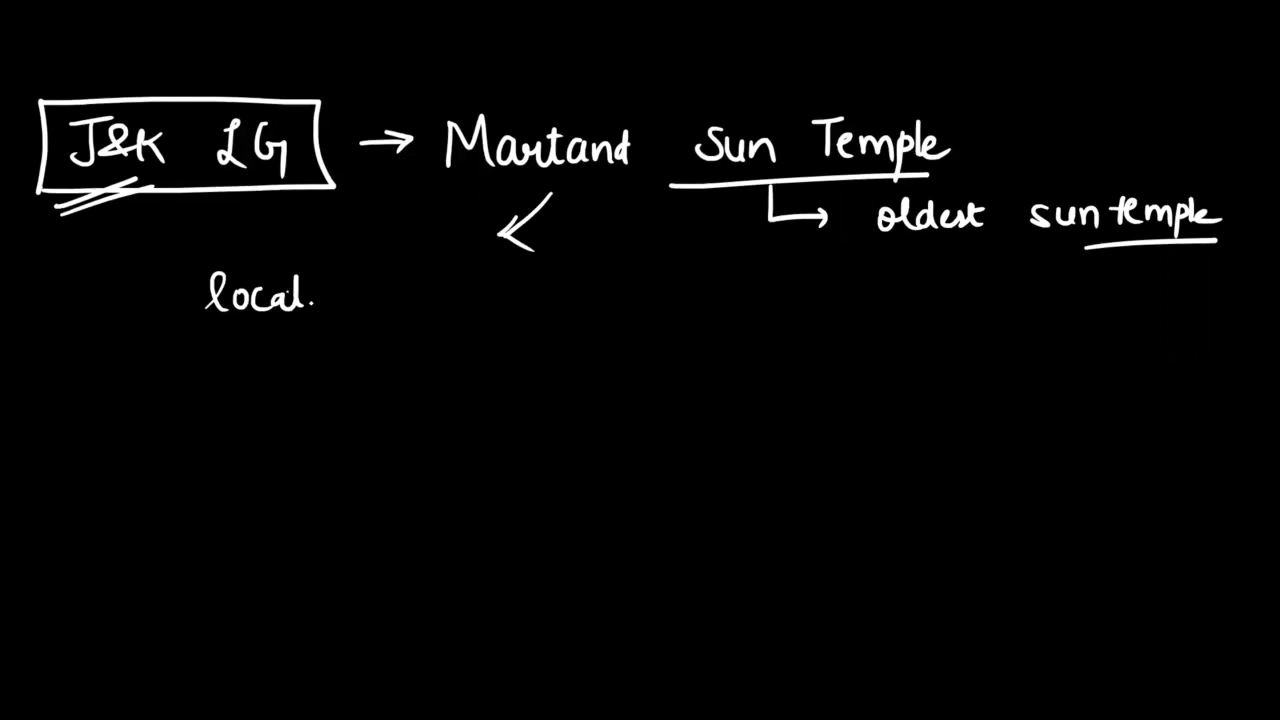 J&K LG → Martand Sun Temple
→ oldest sun temple
local.